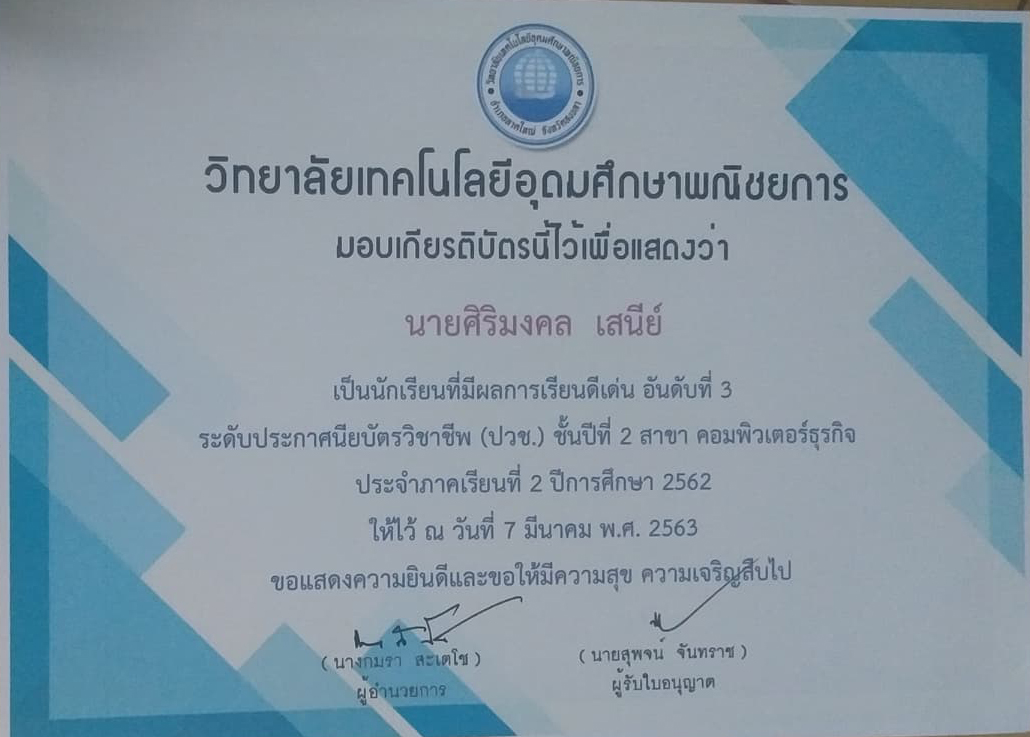 วิทยาลัยเทคโนโลยีอุดมศึกษาพณิชยการ
อำเภอหาดใหญ่ จังหวัดสงขลา
วิทยาลัยเทคโนโลยีอุดมศึกษาพณิชยการ
มอบเกียรติบัตรนี้ไว้เพื่อแสดงว่า
นายศิริมงคล เสนีย์
เป็นนักเรียนที่มีผลการเรียนดีเด่น อันดับที่ 3
ระดับประกาศนียบัตรวิชาชีพ (ปวช.) ชั้นปีที่ 2 สาขา คอมพิวเตอร์ธุรกิจ
ประจำภาคเรียนที่ 2 ปีการศึกษา 2562
ให้ไว้ ณ วันที่ 7 มีนาคม พ.ศ. 2563
ขอแสดงความยินดีและขอให้มีความสุข ความเจริญสืบไป
( นางกมรา สะเตโช ) ( นายสุพจน์ จันทราช )
ผู้อำนวยการ ผู้รับใบอนุญาต